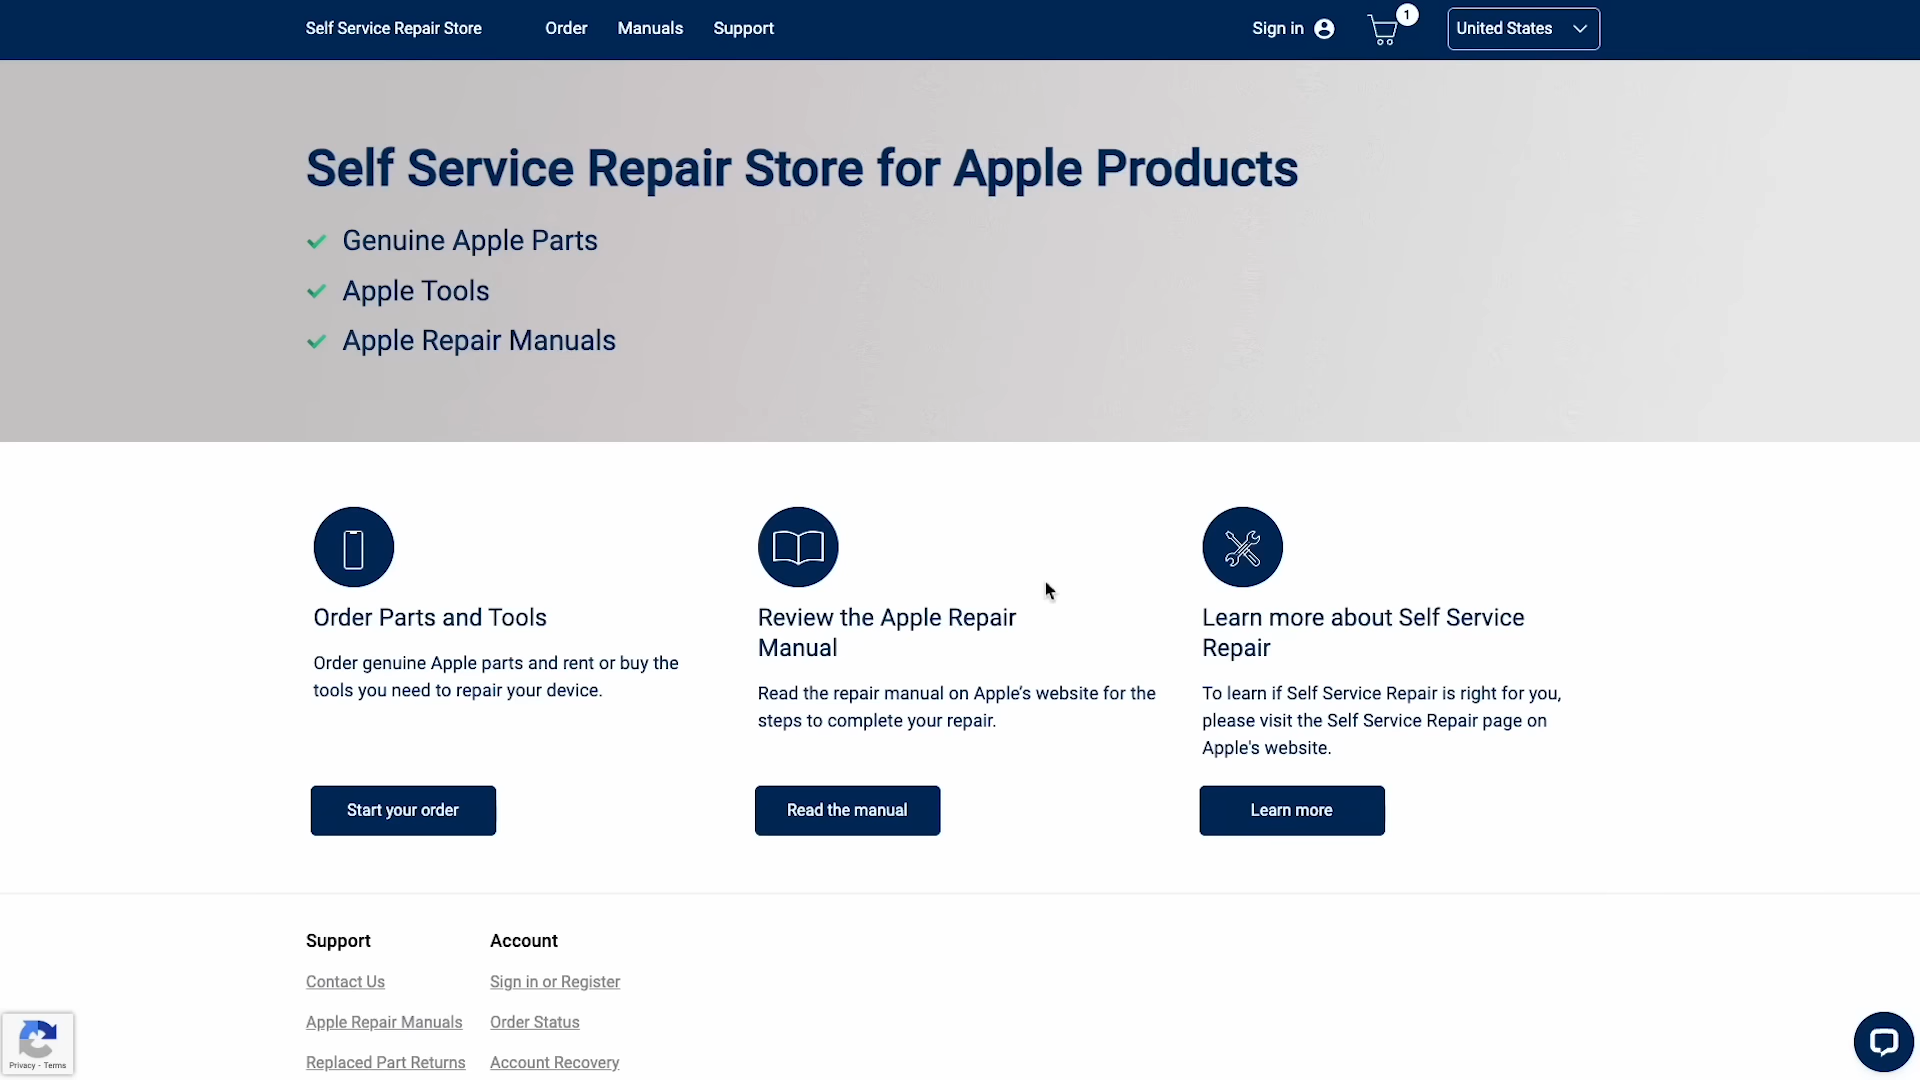 Self Service Repair Store
Order
Manuals
Support
Sign in
1
United States
Self Service Repair Store for Apple Products
Genuine Apple Parts
Apple Tools
Apple Repair Manuals
Order Parts and Tools
Order genuine Apple parts and rent or buy the
tools you need to repair your device.
Start your order
Review the Apple Repair
Manual
Read the repair manual on Apple’s website for the
steps to complete your repair.
Read the manual
Learn more about Self Service
Repair
To learn if Self Service Repair is right for you,
please visit the Self Service Repair page on
Apple's website.
Learn more
Support
Contact Us
Apple Repair Manuals
Replaced Part Returns
Account
Sign in or Register
Order Status
Account Recovery
Privacy - Terms